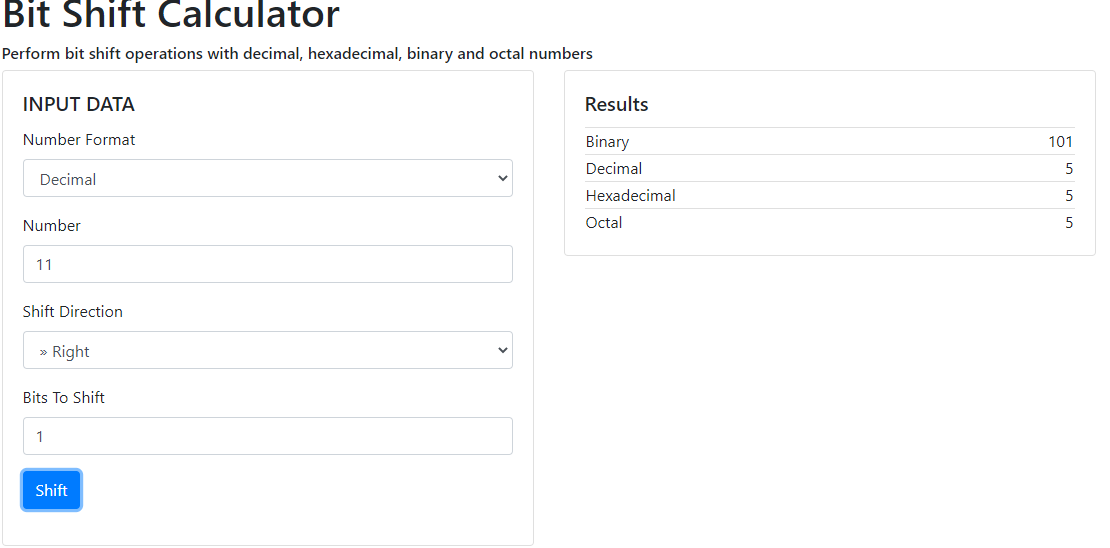 Bit Shift Calculator
Perform bit shift operations with decimal, hexadecimal, binary and octal numbers
INPUT DATA
Number Format
Decimal
Number
11
Shift Direction
» Right
Bits To Shift
1
Shift
Results
Binary 101
Decimal 5
Hexadecimal 5
Octal 5